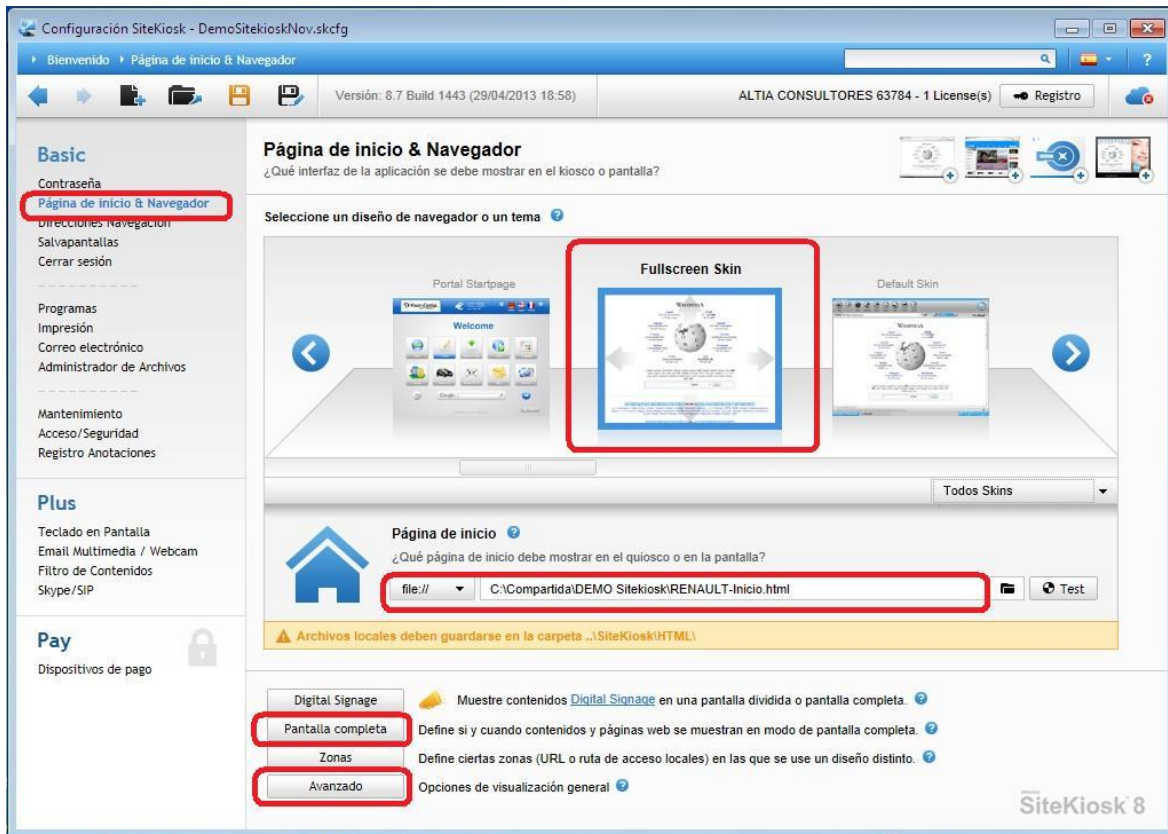 Configuración SiteKiosk - DemoSitekioskNov.skcfg
Bienvenido Página de inicio & Navegador
Versión: 8.7 Build 1443 (29/04/2013 18:58)
ALTIA CONSULTORES 63784 - 1 License(s)
Registro
Basic
Contraseña
Página de inicio & Navegador
Direcciones Navegación
Salvapantallas
Cerrar sesión
Programas
Impresión
Correo electrónico
Administrador de Archivos
Mantenimiento
Acceso/Seguridad
Registro Anotaciones
Plus
Teclado en Pantalla
Email Multimedia / Webcam
Filtro de Contenidos
Skype/SIP
Pay
Dispositivos de pago
Página de inicio & Navegador
¿Qué interfaz de la aplicación se debe mostrar en el kiosco o pantalla?
Seleccione un diseño de navegador o un tema
Portal Startpage
Welcome
Fullscreen Skin
Default Skin
Todos Skins
Página de inicio
¿Qué página de inicio debe mostrar en el quiosco o en la pantalla?
file:// C:\Compartida\DEMO Sitekiosk\RENAULT-Inicio.html
Test
Archivos locales deben guardarse en la carpeta ..\SiteKiosk\HTML\
Digital Signage Muestre contenidos Digital Signage en una pantalla dividida o pantalla completa.
Pantalla completa Define si y cuando contenidos y páginas web se muestran en modo de pantalla completa.
Zonas Define ciertas zonas (URL o ruta de acceso locales) en las que se use un diseño distinto.
Avanzado Opciones de visualización general
SiteKiosk 8